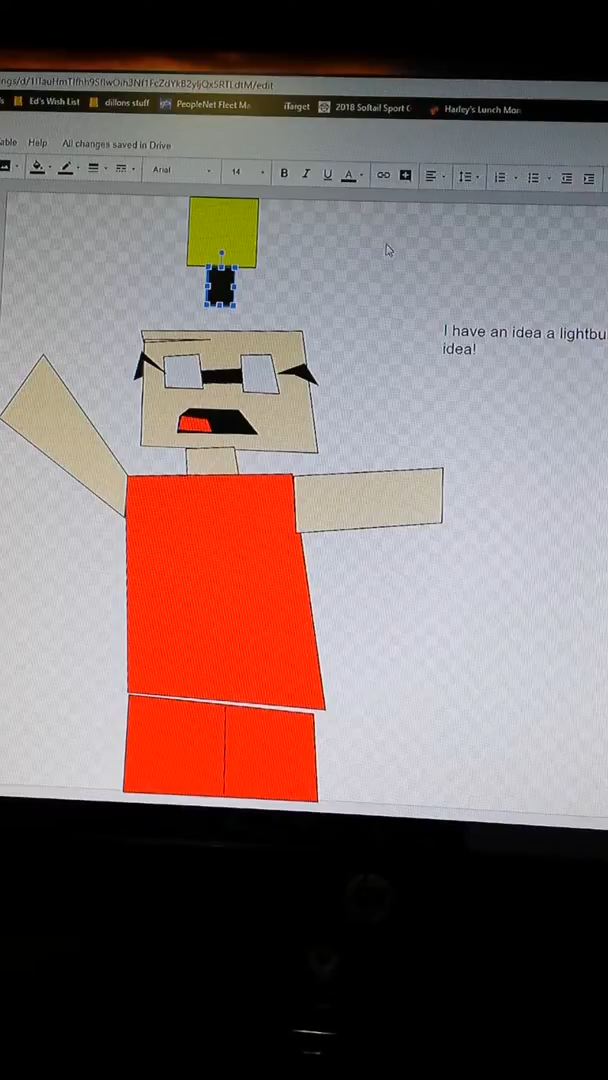 Ed's Wish List dillons stuff PeopleNet Fleet Ma iTarget 2018 Softail Sport G Harley's Lunch Mon
able Help All changes saved in Drive
Arial 14 B I U A
I have an idea a lightbu
idea!